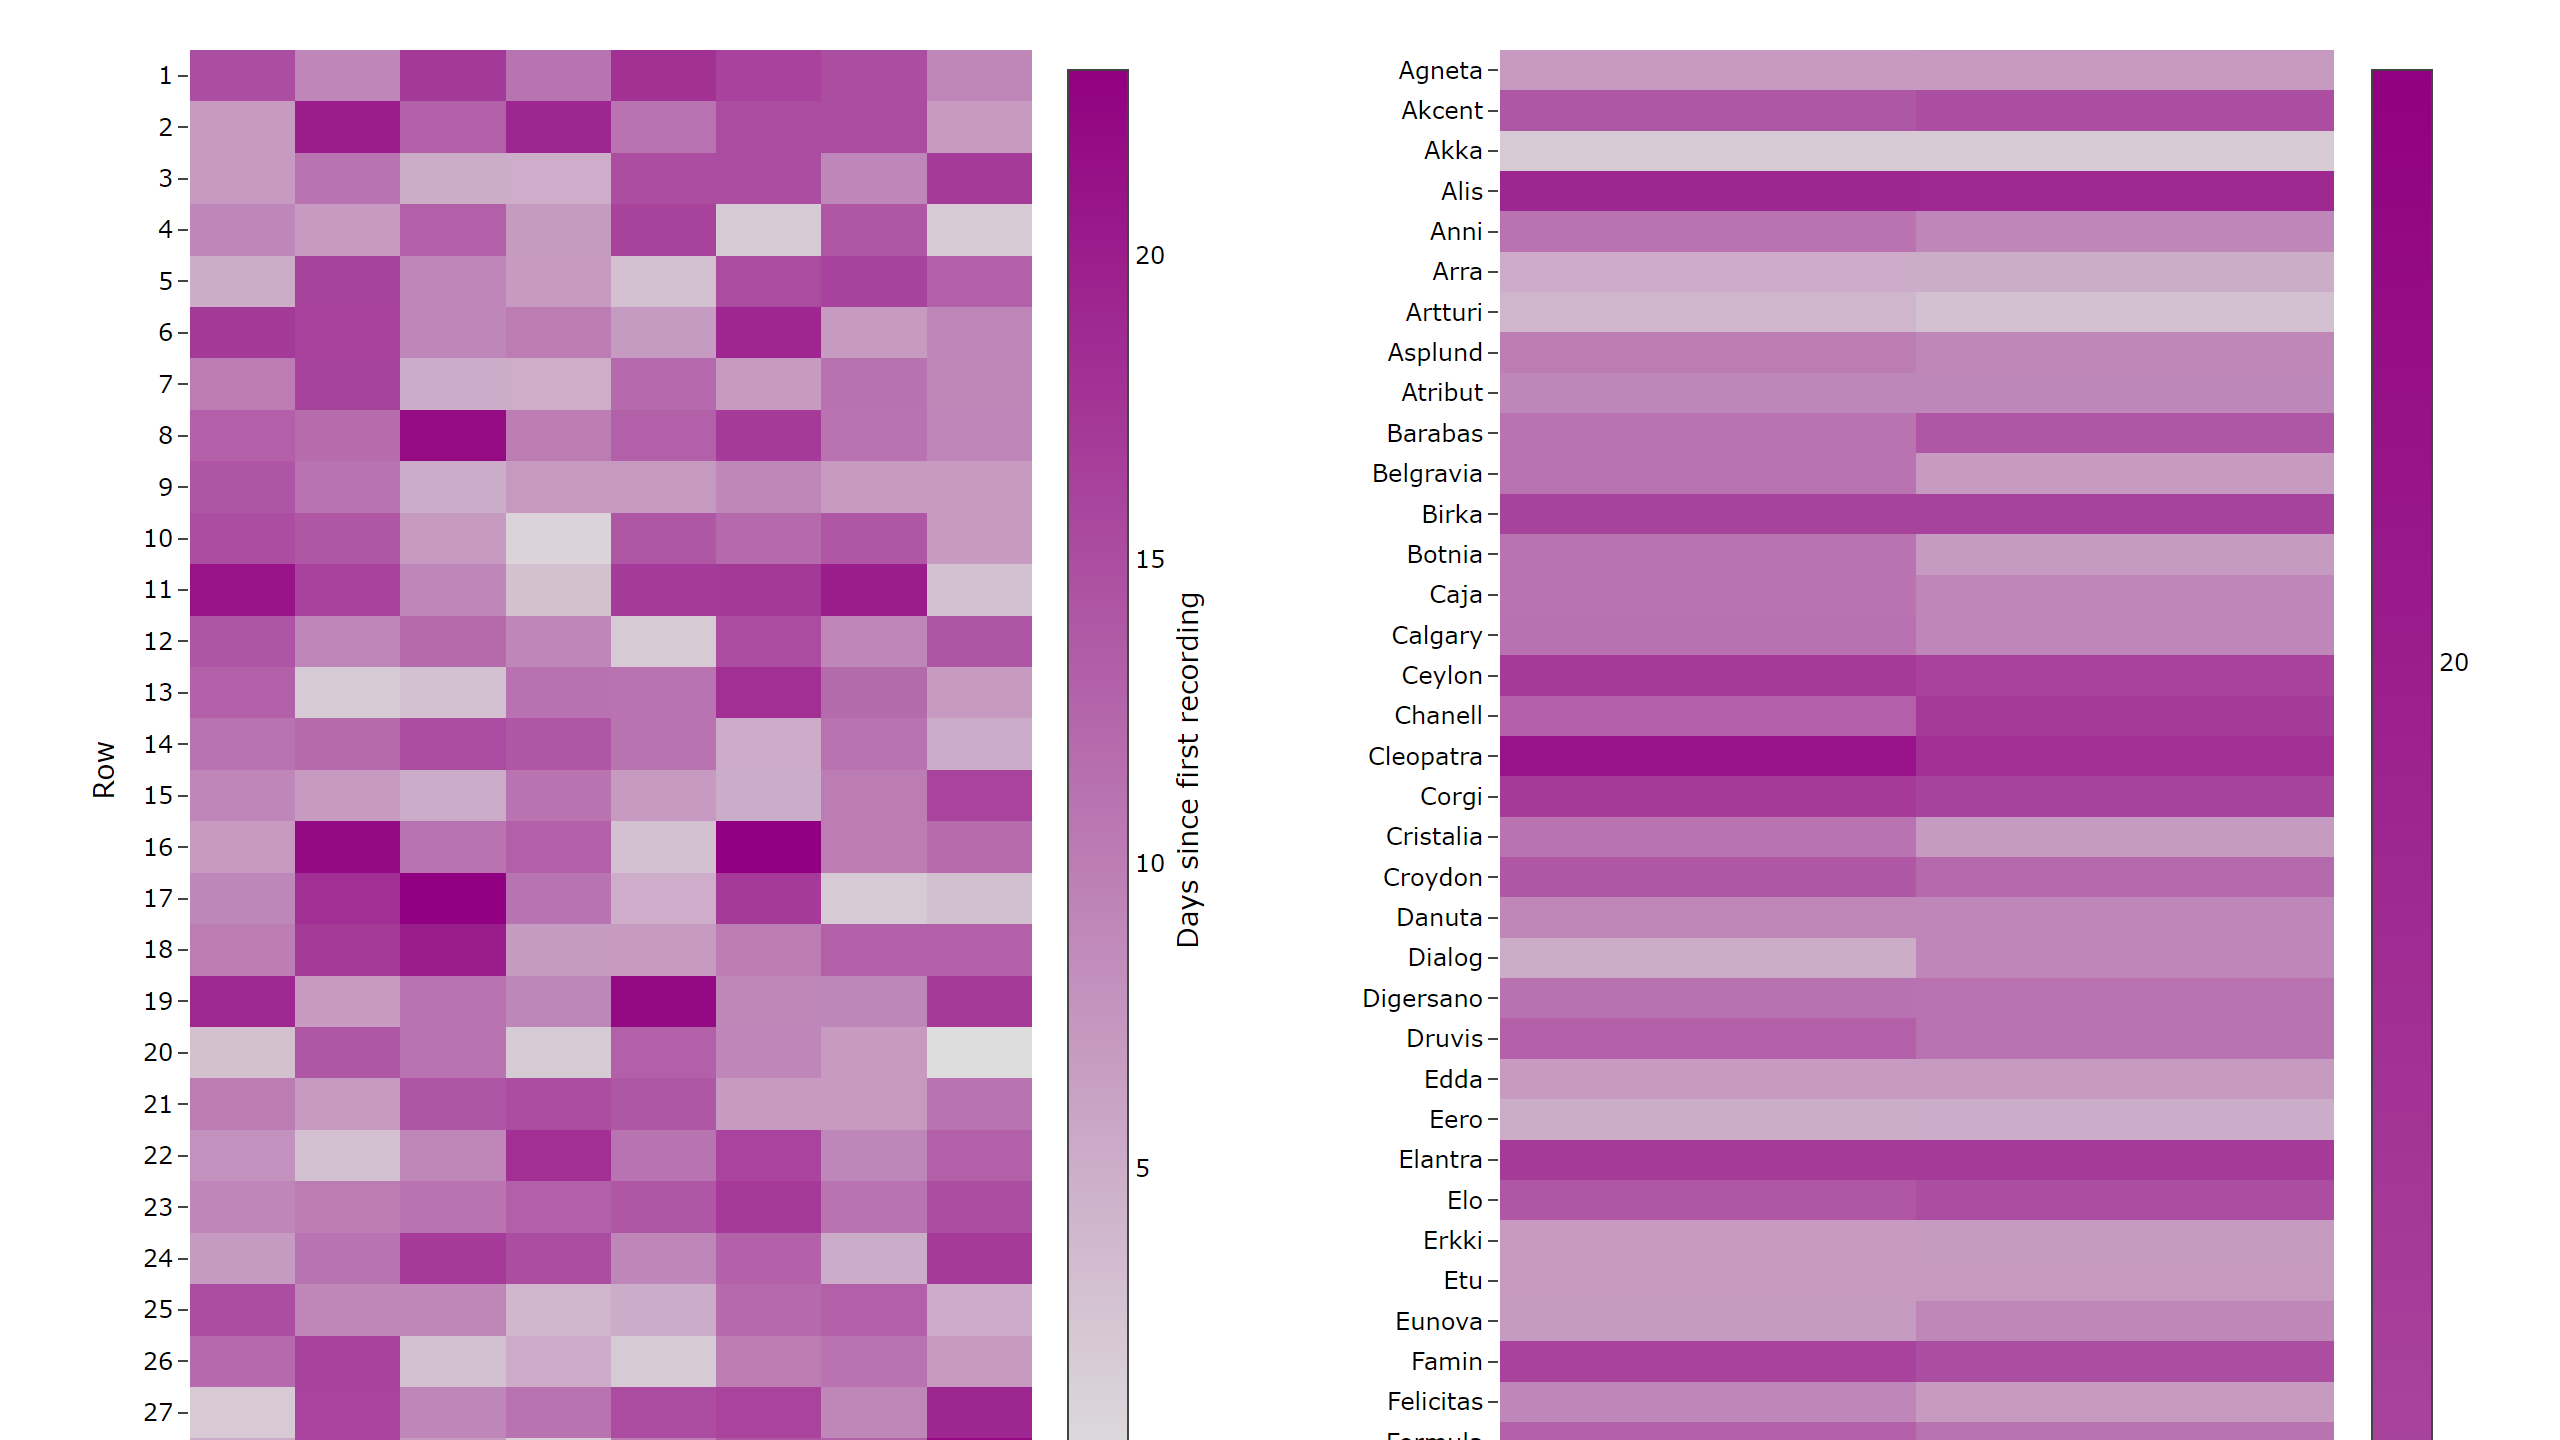 Row
1
2
3
4
5
6
7
8
9
10
11
12
13
14
15
16
17
18
19
20
21
22
23
24
25
26
27
20
15
10
5
Days since first recording
Agneta
Akcent
Akka
Alis
Anni
Arra
Artturi
Asplund
Atribut
Barabas
Belgravia
Birka
Botnia
Caja
Calgary
Ceylon
Chanell
Cleopatra
Corgi
Cristalia
Croydon
Danuta
Dialog
Digersano
Druvis
Edda
Eero
Elantra
Elo
Erkki
Etu
Eunova
Famin
Felicitas
20